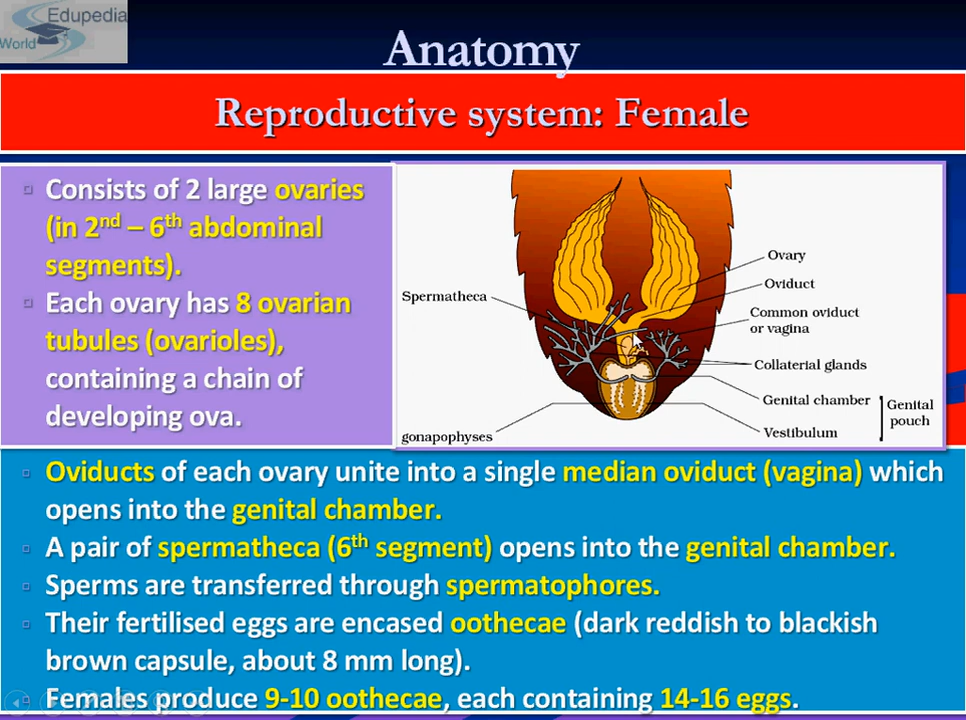 Edupedia
World
Anatomy
Reproductive system: Female
Consists of 2 large ovaries
(in 2nd – 6th abdominal
segments).
Each ovary has 8 ovarian
tubules (ovarioles),
containing a chain of
developing ova.
Spermatheca
gonapophyses
Ovary
Oviduct
Common oviduct
or vagina
Collaterial glands
Genital chamber
Vestibulum
Genital
pouch
Oviducts of each ovary unite into a single median oviduct (vagina) which
opens into the genital chamber.
A pair of spermatheca (6th segment) opens into the genital chamber.
Sperms are transferred through spermatophores.
Their fertilised eggs are encased oothecae (dark reddish to blackish
brown capsule, about 8 mm long).
Females produce 9-10 oothecae, each containing 14-16 eggs.